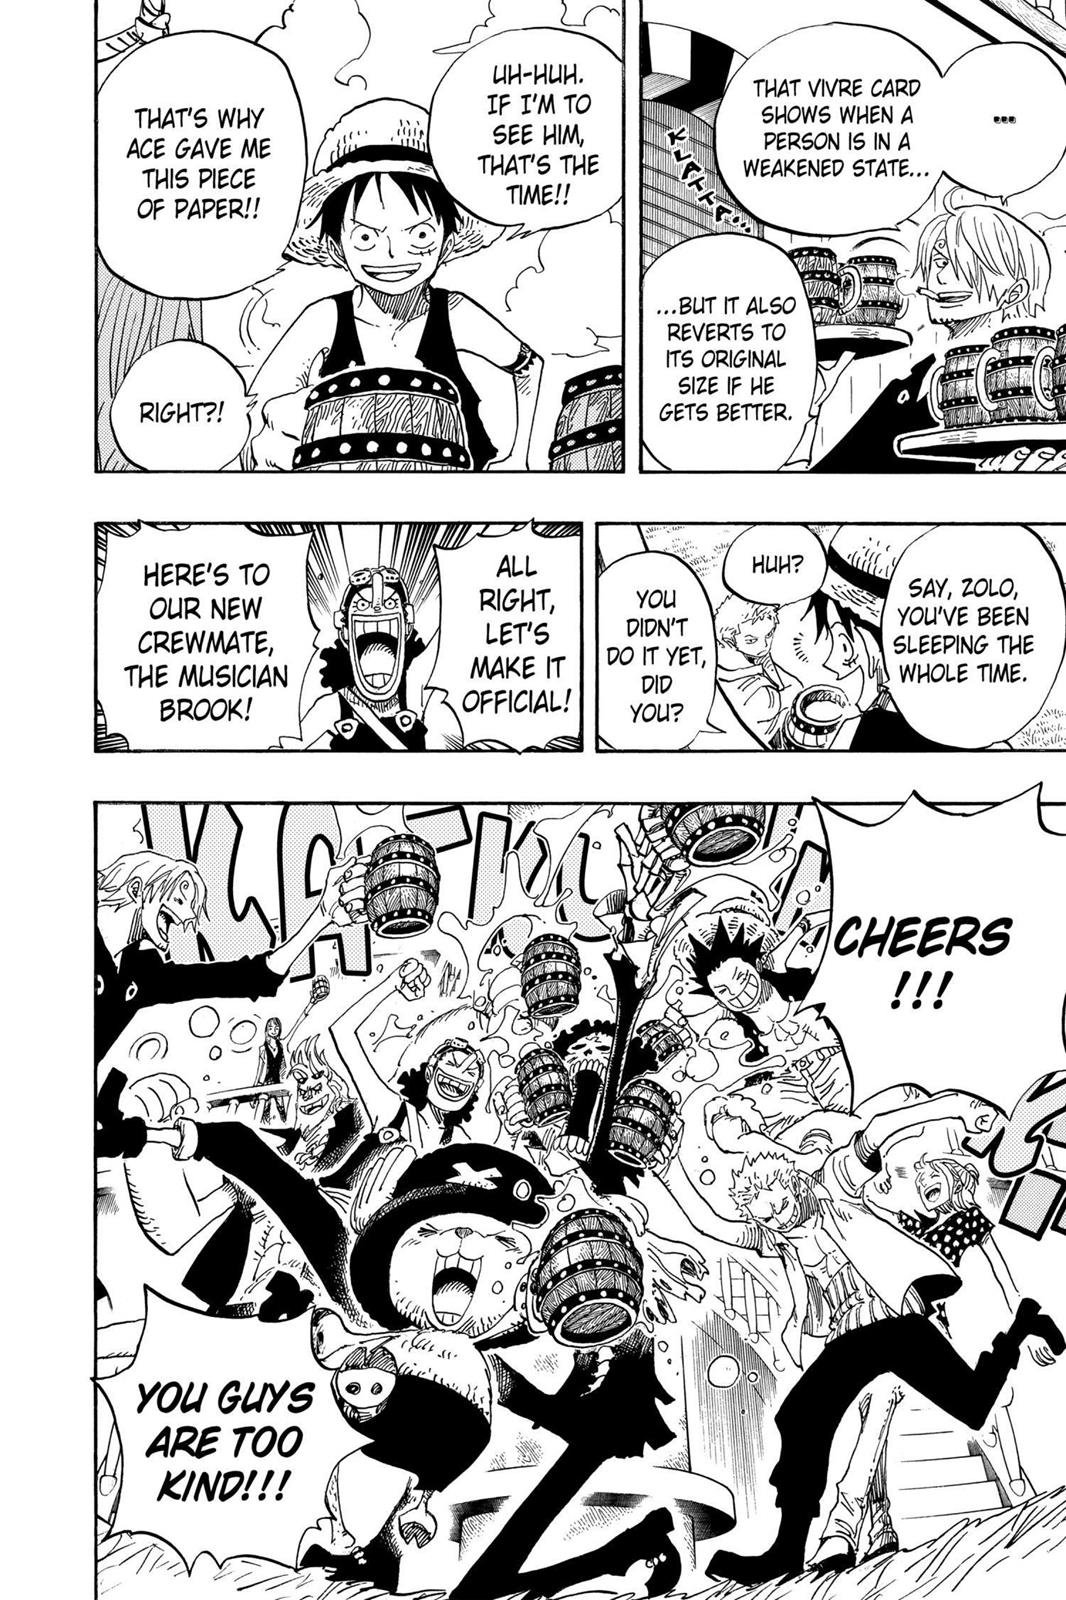 ...
THAT VIVRE CARD
SHOWS WHEN A
PERSON IS IN A
WEAKENED STATE...
KLATTA...
...BUT IT ALSO
REVERTS TO
ITS ORIGINAL
SIZE IF HE
GETS BETTER.
UH-HUH.
IF I'M TO
SEE HIM,
THAT'S THE
TIME!!
THAT'S WHY
ACE GAVE ME
THIS PIECE
OF PAPER!!
RIGHT?!
SAY, ZOLO,
YOU'VE BEEN
SLEEPING THE
WHOLE TIME.
HUH?
YOU
DIDN'T
DO IT YET,
DID
YOU?
ALL
RIGHT,
LET'S
MAKE IT
OFFICIAL!
HERE'S TO
OUR NEW
CREWMATE,
THE MUSICIAN
BROOK!
CHEERS
!!!
YOU GUYS
ARE TOO
KIND!!!